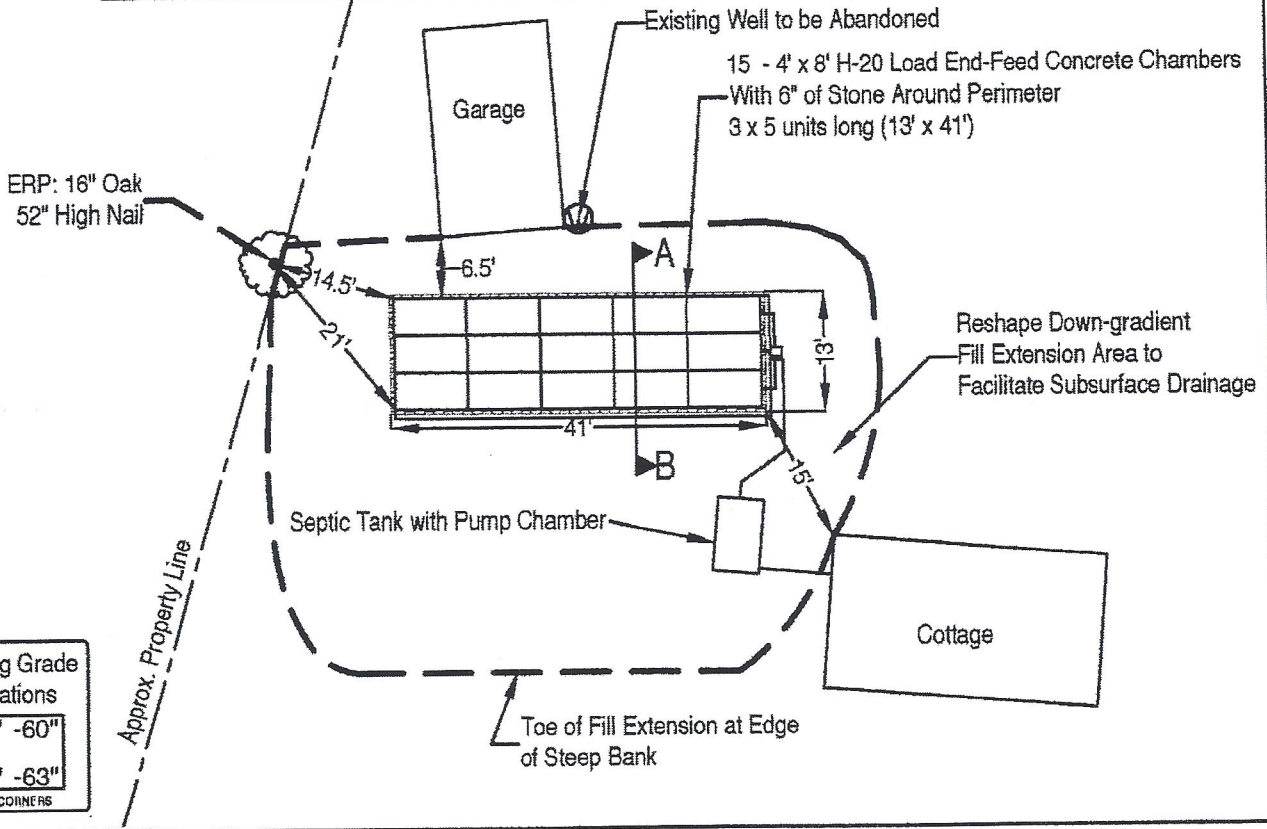 Existing Well to be Abandoned
15 - 4' x 8' H-20 Load End-Feed Concrete Chambers
With 6" of Stone Around Perimeter
3 x 5 units long (13' x 41')
Garage
ERP: 16" Oak
52" High Nail
14.5'
6.5'
A
21'
13'
Reshape Down-gradient
Fill Extension Area to
Facilitate Subsurface Drainage
41'
B
15'
Septic Tank with Pump Chamber
Approx. Property Line
Cottage
g Grade
ations
" -60"
" -63"
CORNERS
Toe of Fill Extension at Edge
of Steep Bank